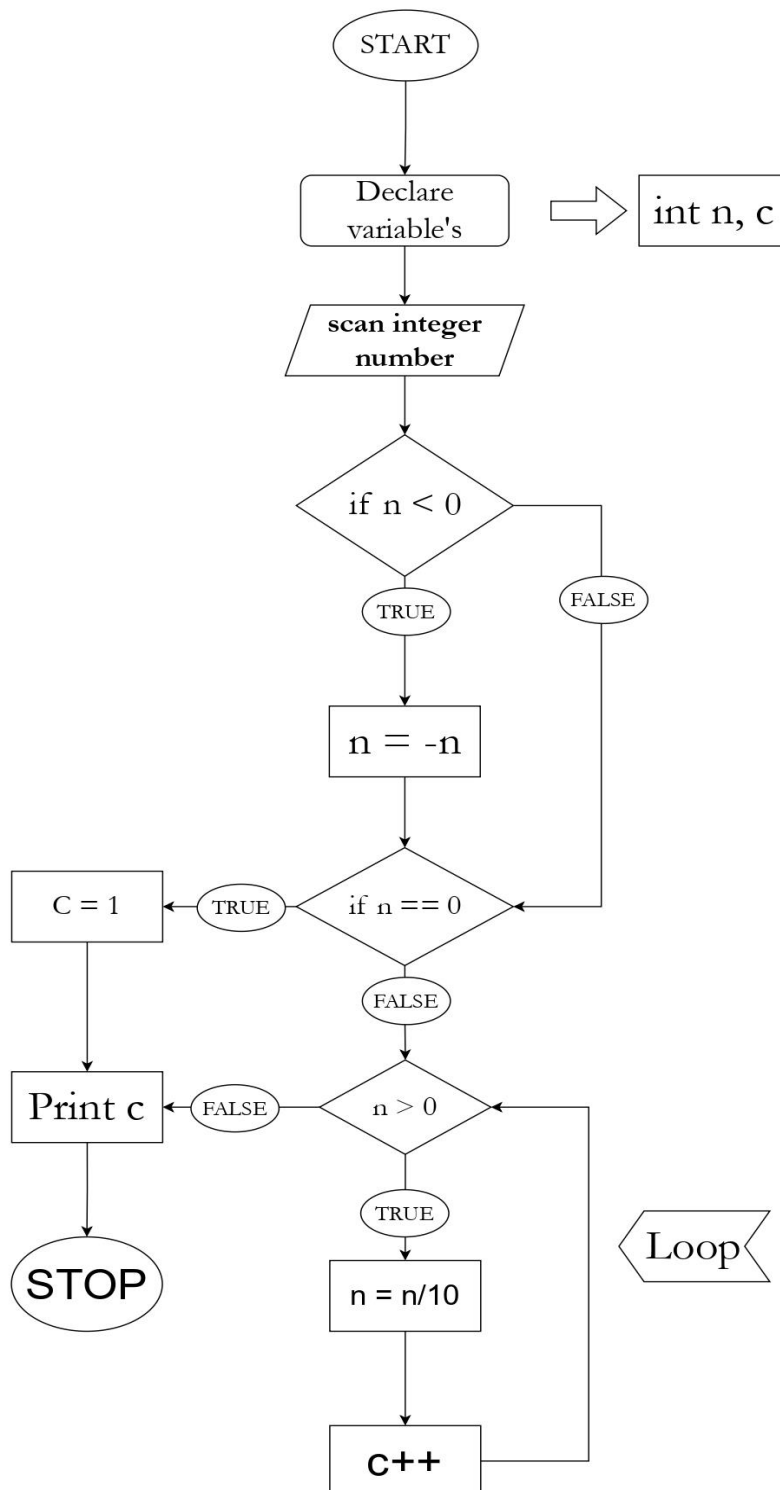 START
Declare
variable's
int n, c
scan integer
number
if n < 0
TRUE
FALSE
n = -n
C = 1
TRUE
if n == 0
FALSE
Print c
FALSE
n > 0
TRUE
Loop
STOP
n = n/10
c++